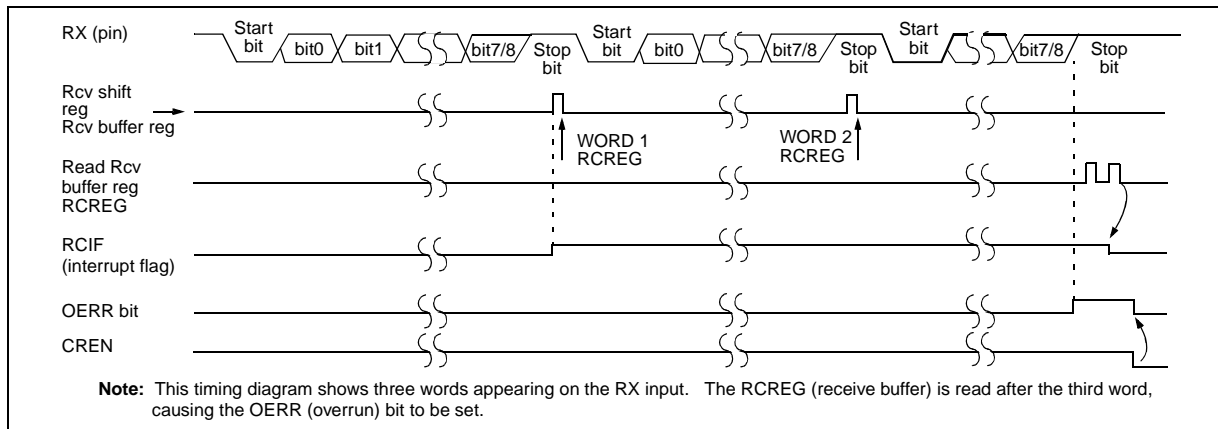 RX (pin)
Start
bit
bit0
bit1
bit7/8
Stop
bit
Start
bit
bit0
bit7/8
Stop
bit
Start
bit
bit7/8
Stop
bit
Rcv shift
reg
Rcv buffer reg
WORD 1
RCREG
WORD 2
RCREG
Read Rcv
buffer reg
RCREG
RCIF
(interrupt flag)
OERR bit
CREN
Note: This timing diagram shows three words appearing on the RX input. The RCREG (receive buffer) is read after the third word,
causing the OERR (overrun) bit to be set.